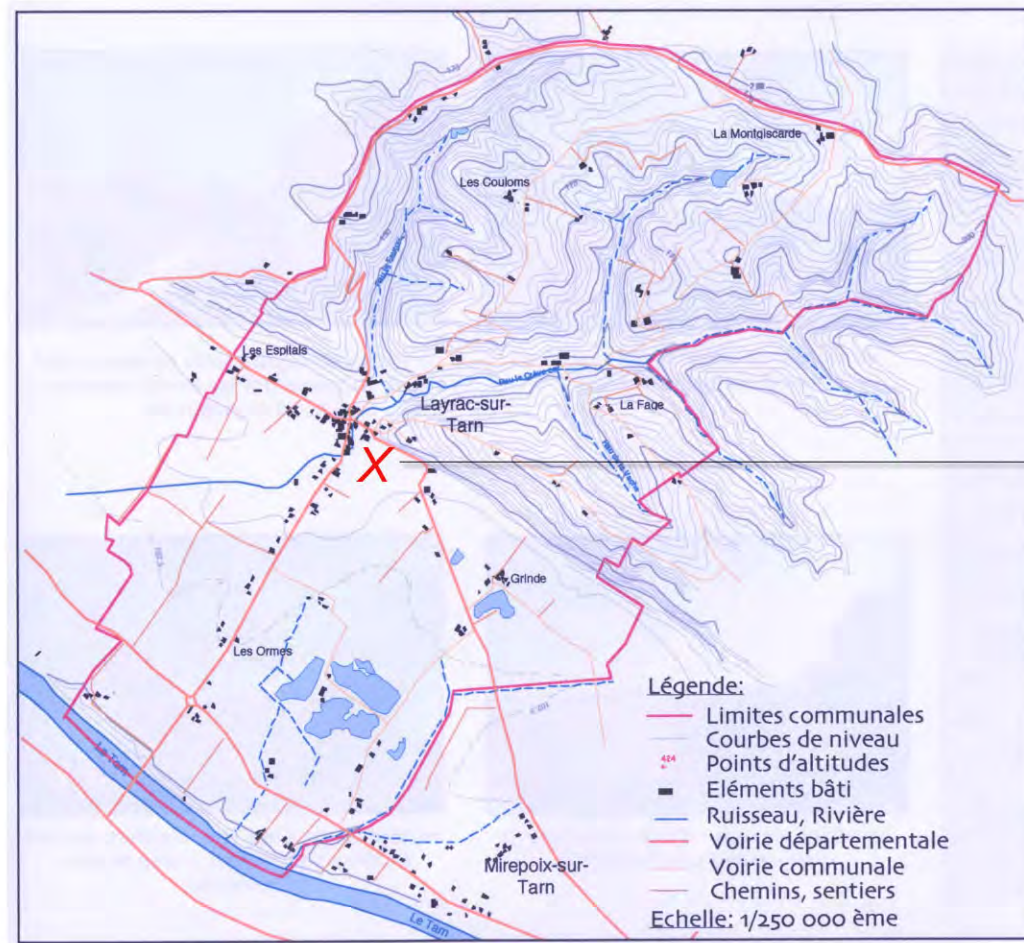 La Montgiscarde
Les Couloms
Les Espitals
Layrac-sur-
Tarn
La Fage
X
Grinde
Les Ormes
Le Tarn
Mirepoix-sur-
Tarn
Le Tarn
Légende:
Limites communales
Courbes de niveau
424 Points d'altitudes
Eléments bâti
Ruisseau, Rivière
Voirie départementale
Voirie communale
Chemins, sentiers
Echelle: 1/250 000 ème